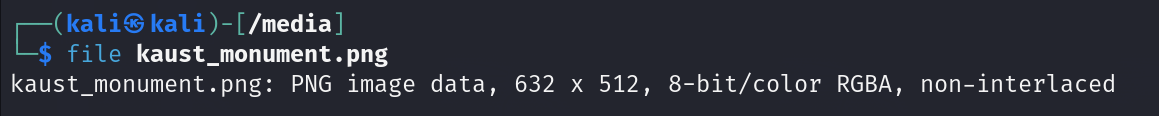 ┌──(kali㉿kali)-[/media]
└─$ file kaust_monument.png
kaust_monument.png: PNG image data, 632 x 512, 8-bit/color RGBA, non-interlaced